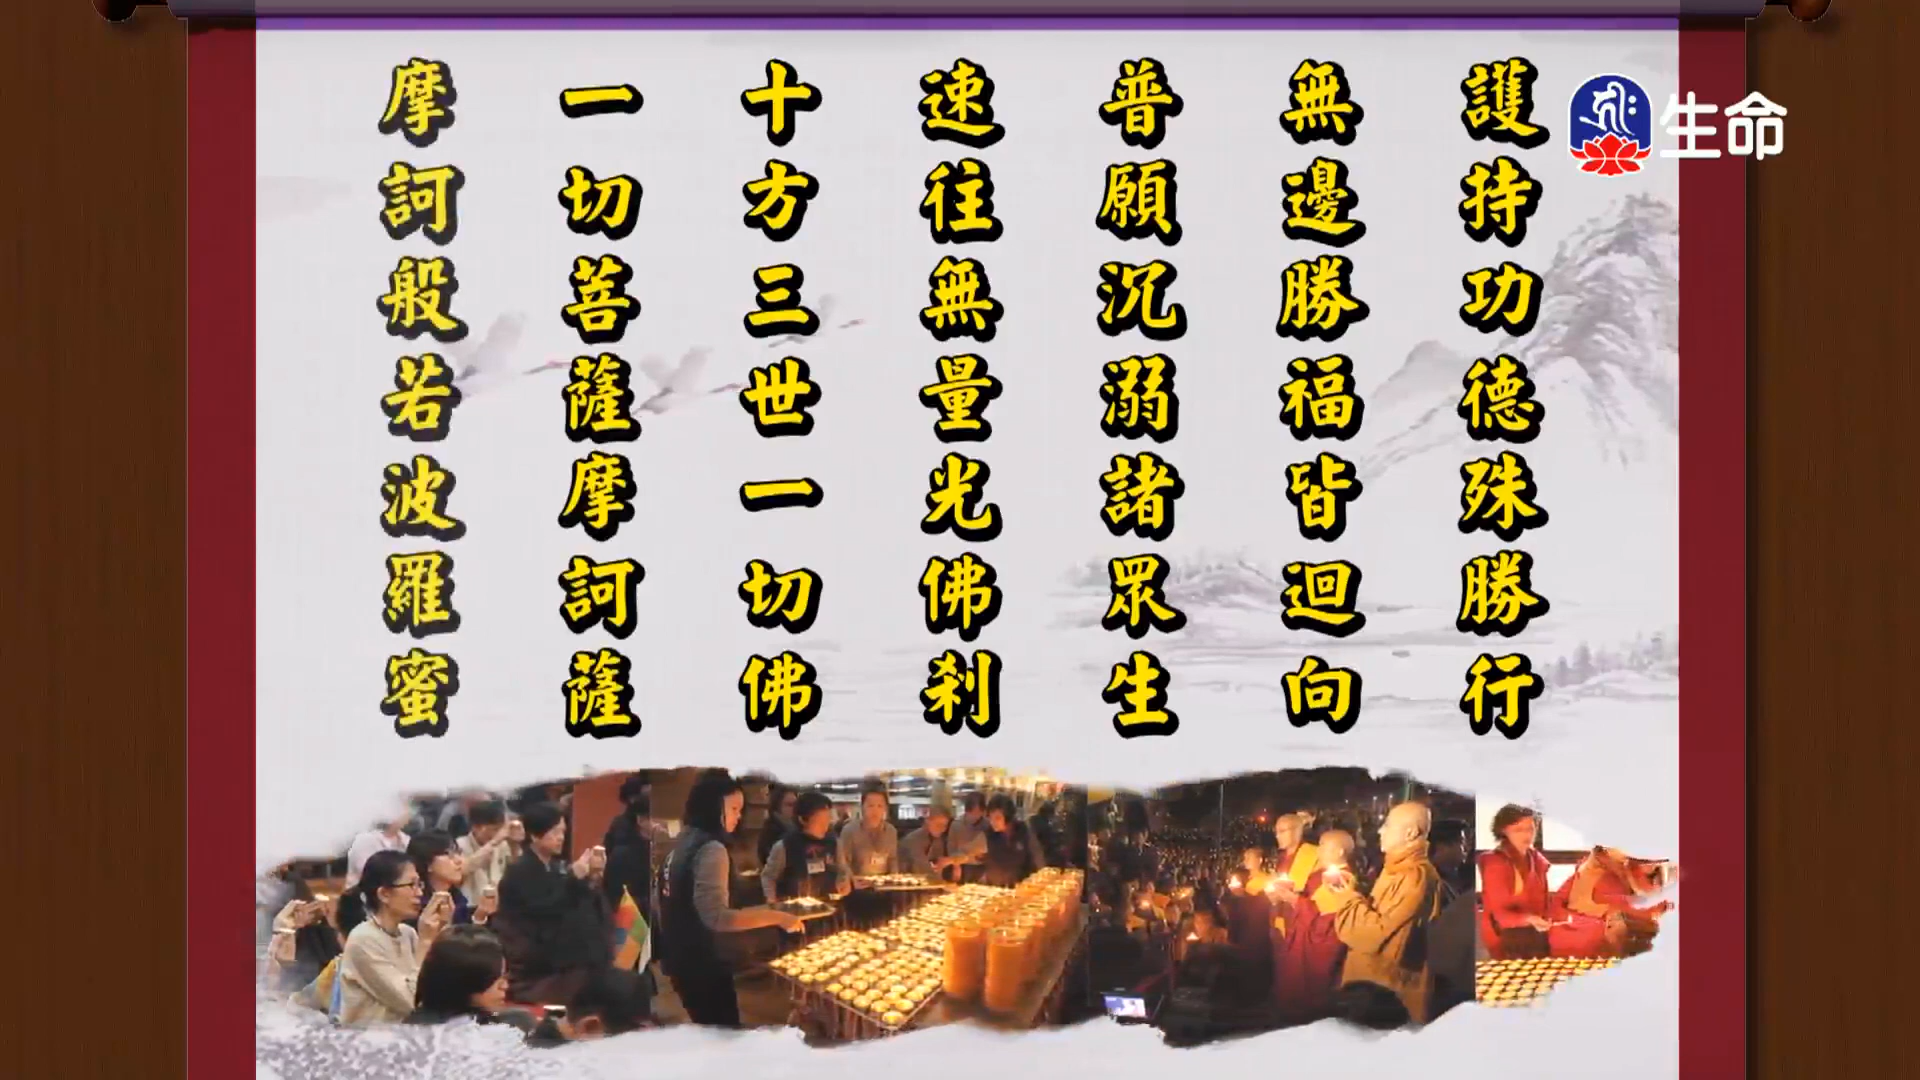 護持功德殊勝行
無邊勝福皆迴向
普願沉溺諸眾生
速往無量光佛剎
十方三世一切佛
一切菩薩摩訶薩
摩訶般若波羅蜜
生命